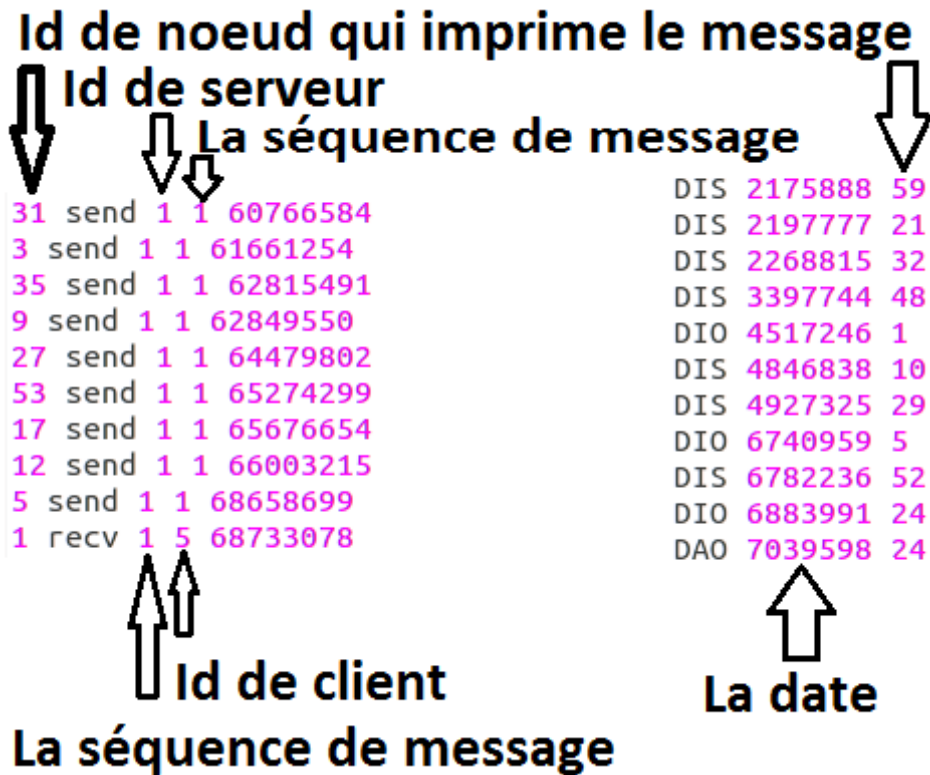 Id de noeud qui imprime le message
Id de serveur
La séquence de message
31 send 1 1 60766584
3 send 1 1 61661254
35 send 1 1 62815491
9 send 1 1 62849550
27 send 1 1 64479802
53 send 1 1 65274299
17 send 1 1 65676654
12 send 1 1 66003215
5 send 1 1 68658699
1 recv 1 5 68733078
DIS 2175888 59
DIS 2197777 21
DIS 2268815 32
DIS 3397744 48
DIO 4517246 1
DIS 4846838 10
DIS 4927325 29
DIO 6740959 5
DIS 6782236 52
DIO 6883991 24
DAO 7039598 24
Id de client
La date
La séquence de message